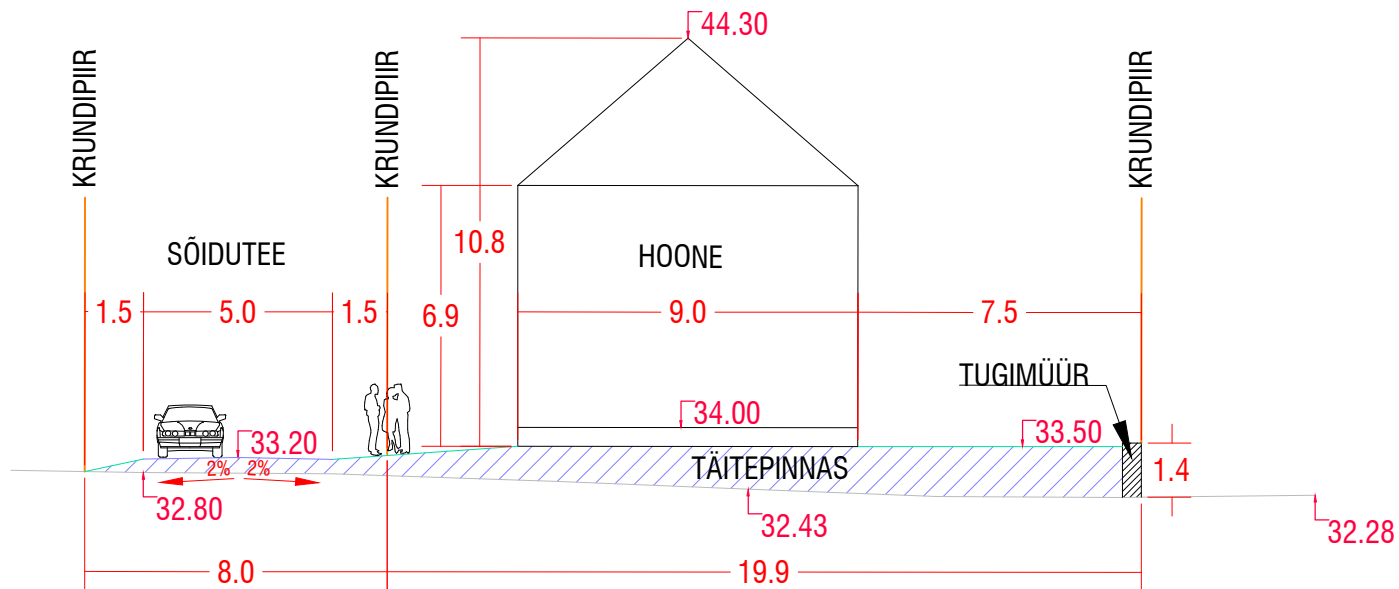 44.30
KRUNDIPIIR
KRUNDIPIIR
KRUNDIPIIR
SÕIDUTEE
10.8
HOONE
1.5
5.0
1.5
6.9
9.0
7.5
TUGIMÜÜR
34.00
33.20
33.50
2% 2%
TÄITEPINNAS
1.4
32.80
32.43
32.28
8.0
19.9